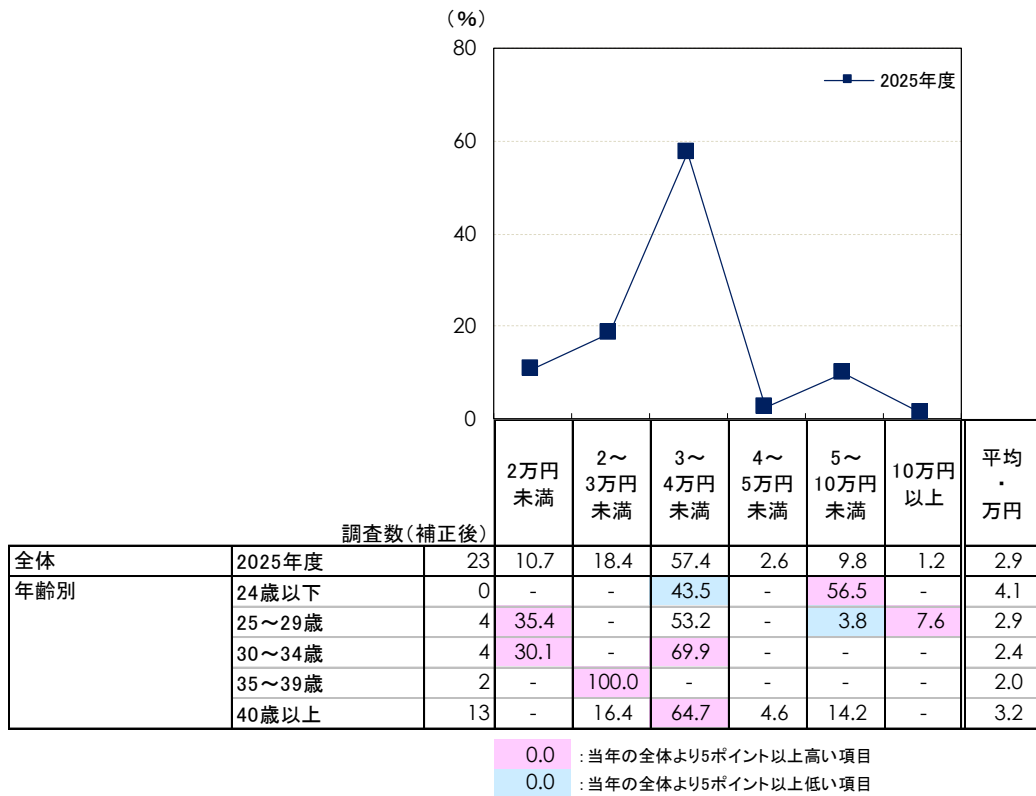 (%)
80
60
40
20
0
2025年度
調査数(補正後) 2万円未満 2～3万円未満 3～4万円未満 4～5万円未満 5～10万円未満 10万円以上 平均・万円
全体 2025年度 23 10.7 18.4 57.4 2.6 9.8 1.2 2.9
年齢別 24歳以下 0 - - 43.5 - 56.5 - 4.1
25～29歳 4 35.4 - 53.2 - 3.8 7.6 2.9
30～34歳 4 30.1 - 69.9 - - - 2.4
35～39歳 2 - 100.0 - - - - 2.0
40歳以上 13 - 16.4 64.7 4.6 14.2 - 3.2
0.0 :当年の全体より5ポイント以上高い項目
0.0 :当年の全体より5ポイント以上低い項目